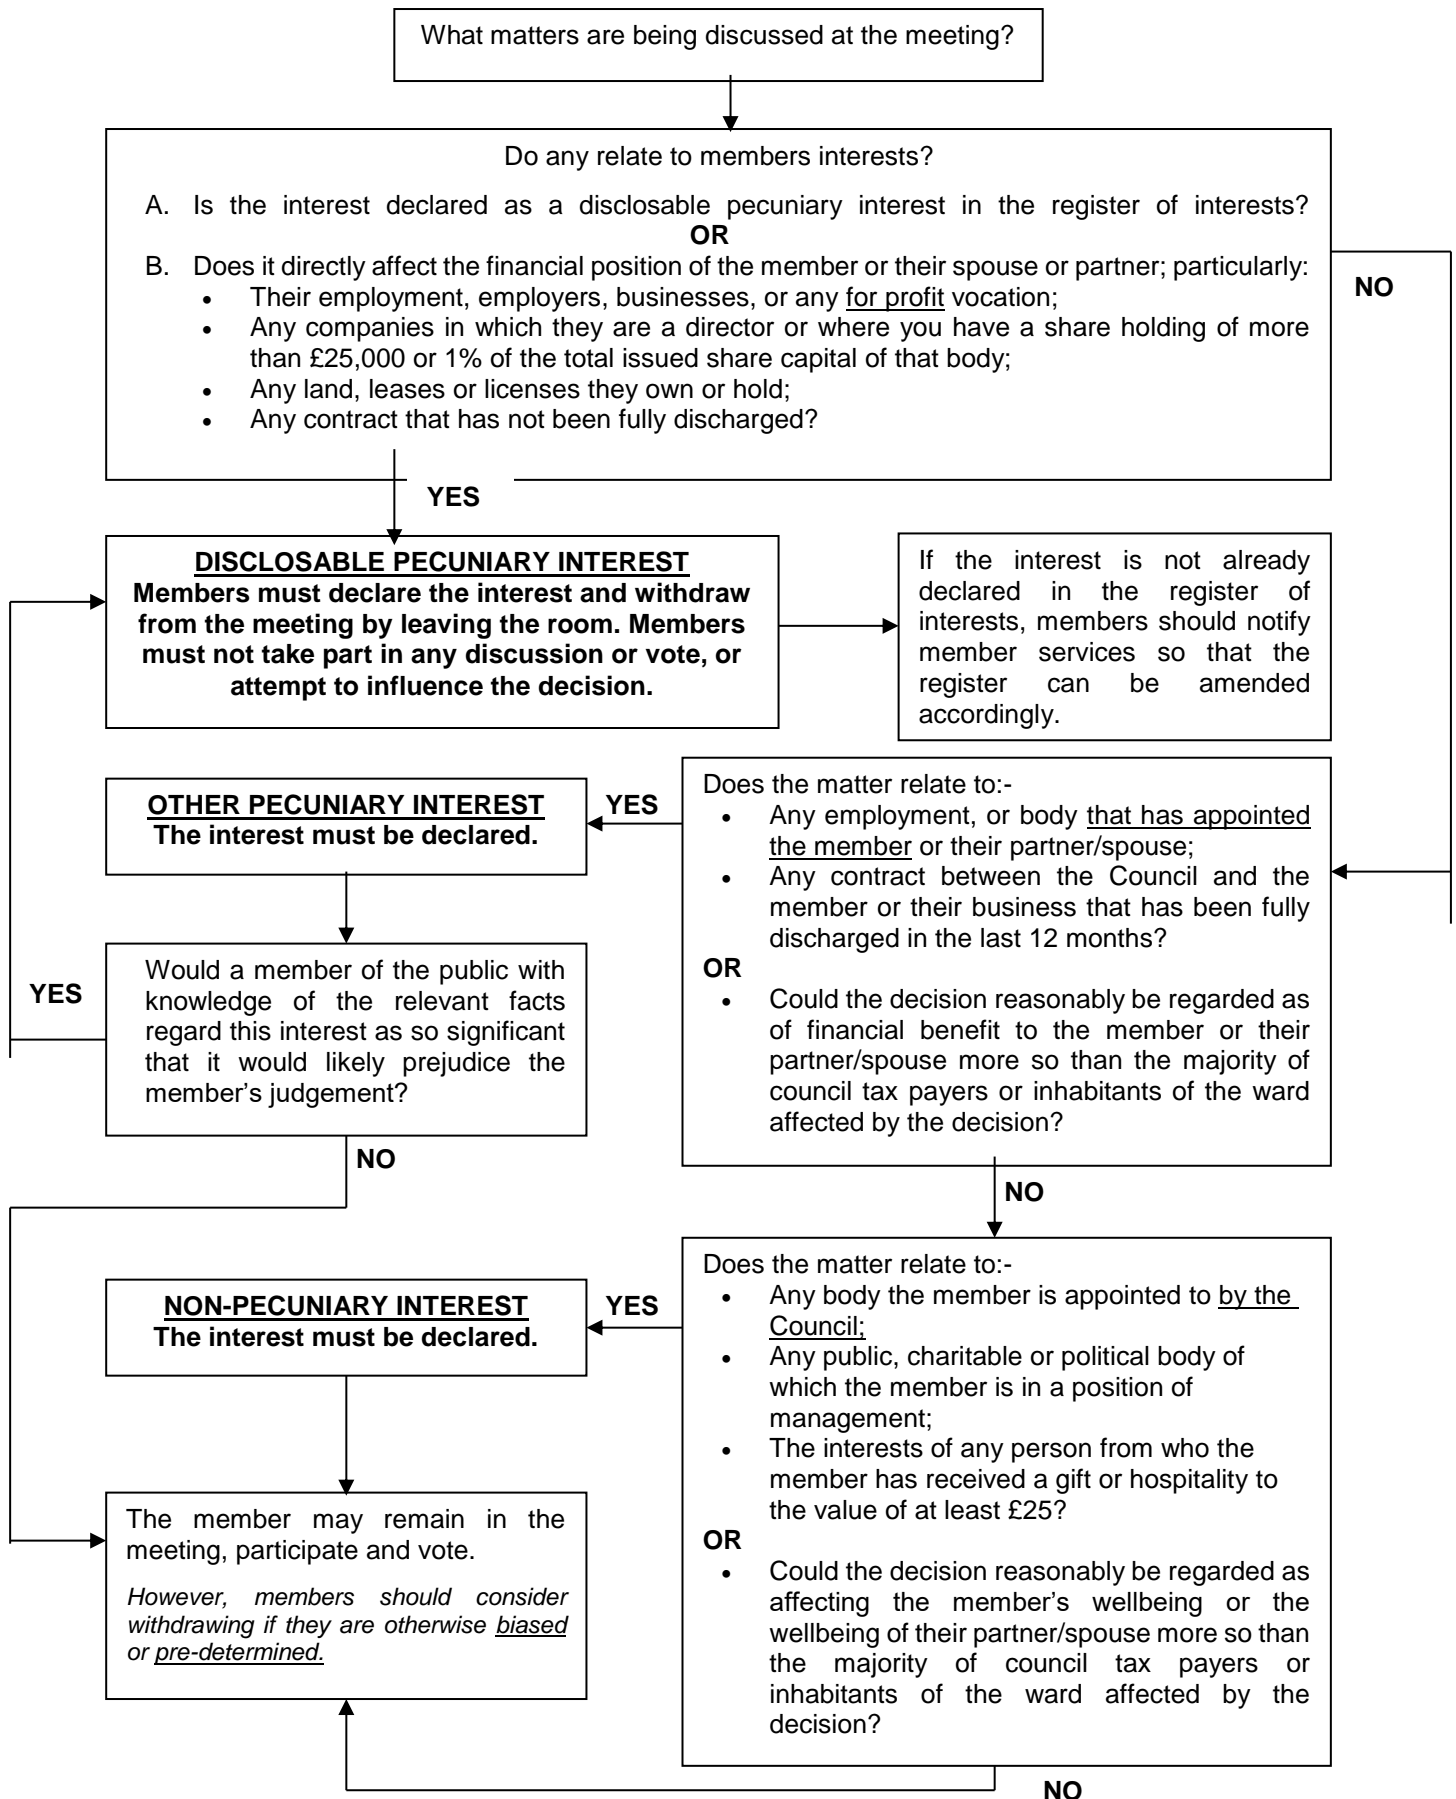 What matters are being discussed at the meeting?
Do any relate to members interests?
A. Is the interest declared as a disclosable pecuniary interest in the register of interests?
OR
B. Does it directly affect the financial position of the member or their spouse or partner; particularly:
• Their employment, employers, businesses, or any for profit vocation;
• Any companies in which they are a director or where you have a share holding of more
than £25,000 or 1% of the total issued share capital of that body;
• Any land, leases or licenses they own or hold;
• Any contract that has not been fully discharged?
NO
YES
DISCLOSABLE PECUNIARY INTEREST
Members must declare the interest and withdraw
from the meeting by leaving the room. Members
must not take part in any discussion or vote, or
attempt to influence the decision.
If the interest is not already
declared in the register of
interests, members should notify
member services so that the
register can be amended
accordingly.
OTHER PECUNIARY INTEREST
The interest must be declared.
YES
Does the matter relate to:-
• Any employment, or body that has appointed
the member or their partner/spouse;
• Any contract between the Council and the
member or their business that has been fully
discharged in the last 12 months?
OR
• Could the decision reasonably be regarded as
of financial benefit to the member or their
partner/spouse more so than the majority of
council tax payers or inhabitants of the ward
affected by the decision?
YES
Would a member of the public with
knowledge of the relevant facts
regard this interest as so significant
that it would likely prejudice the
member's judgement?
NO
NO
NON-PECUNIARY INTEREST
The interest must be declared.
YES
Does the matter relate to:-
• Any body the member is appointed to by the
Council;
• Any public, charitable or political body of
which the member is in a position of
management;
• The interests of any person from who the
member has received a gift or hospitality to
the value of at least £25?
OR
• Could the decision reasonably be regarded as
affecting the member's wellbeing or the
wellbeing of their partner/spouse more so than
the majority of council tax payers or
inhabitants of the ward affected by the
decision?
The member may remain in the
meeting, participate and vote.
However, members should consider
withdrawing if they are otherwise biased
or pre-determined.
NO